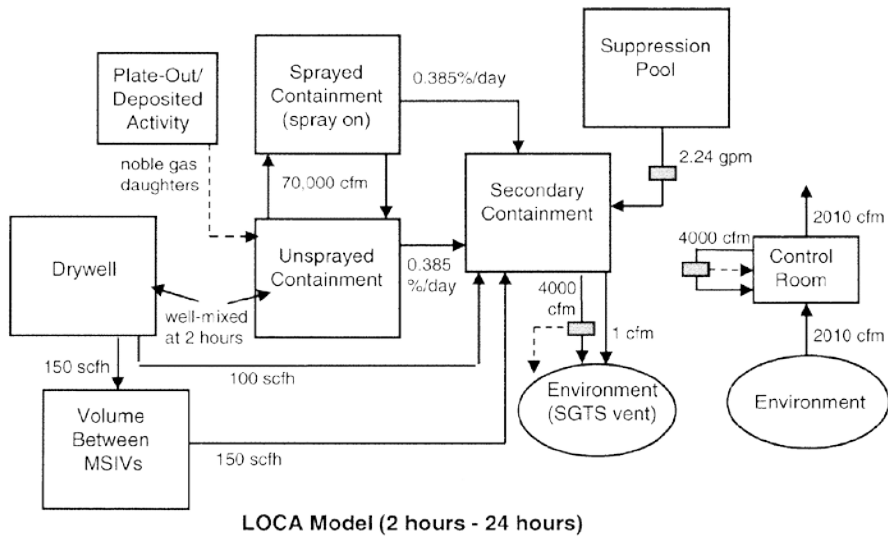 Plate-Out/
Deposited
Activity
Sprayed
Containment
(spray on)
0.385%/day
Suppression
Pool
noble gas
daughters
70,000 cfm
2.24 gpm
Secondary
Containment
Drywell
Unsprayed
Containment
0.385
%/day
2010 cfm
4000 cfm
Control
Room
well-mixed
at 2 hours
4000
cfm
1 cfm
2010 cfm
150 scfh
100 scfh
Volume
Between
MSIVs
150 scfh
Environment
(SGTS vent)
Environment
LOCA Model (2 hours - 24 hours)